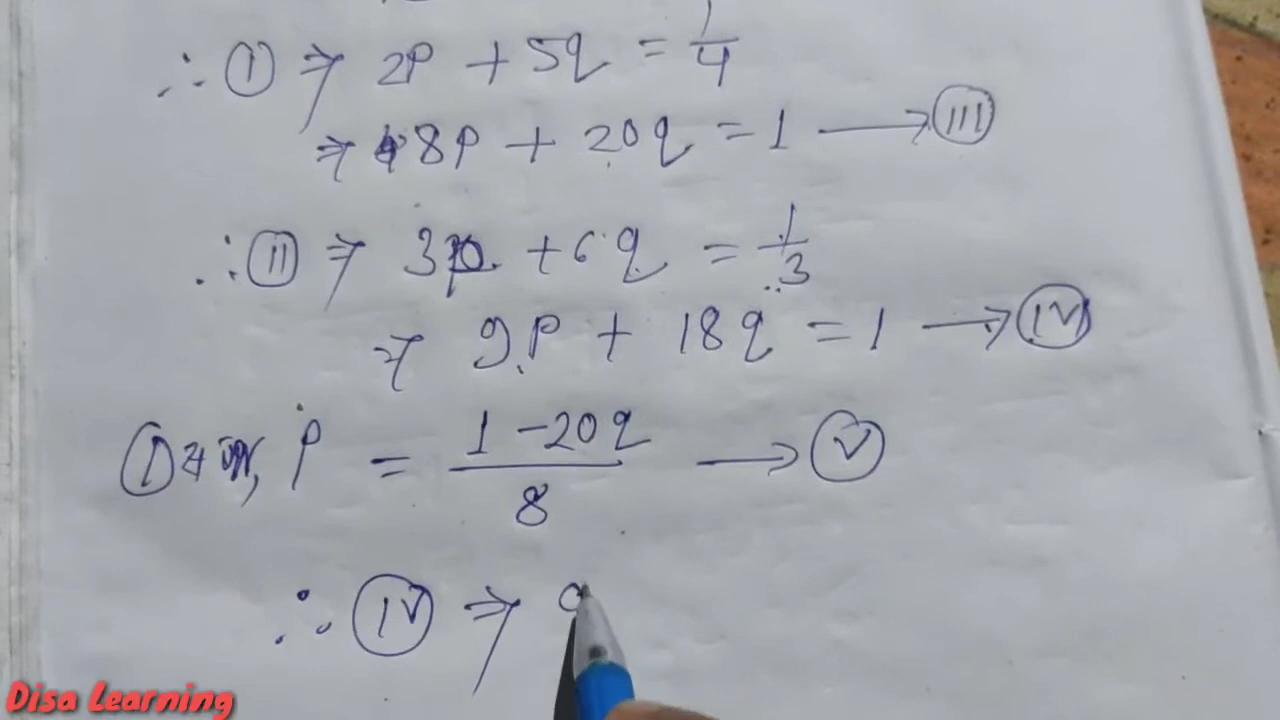 ∴ (I) ⇒ 2p + 5q = 1/4
⇒ 8p + 20q = 1 → (III)
∴ (II) ⇒ 3p + 6q = 1/3
⇒ 9p + 18q = 1 → (IV)
(I) p = (1 - 20q)/8 → (V)
∴ (IV) ⇒
Disa Learning